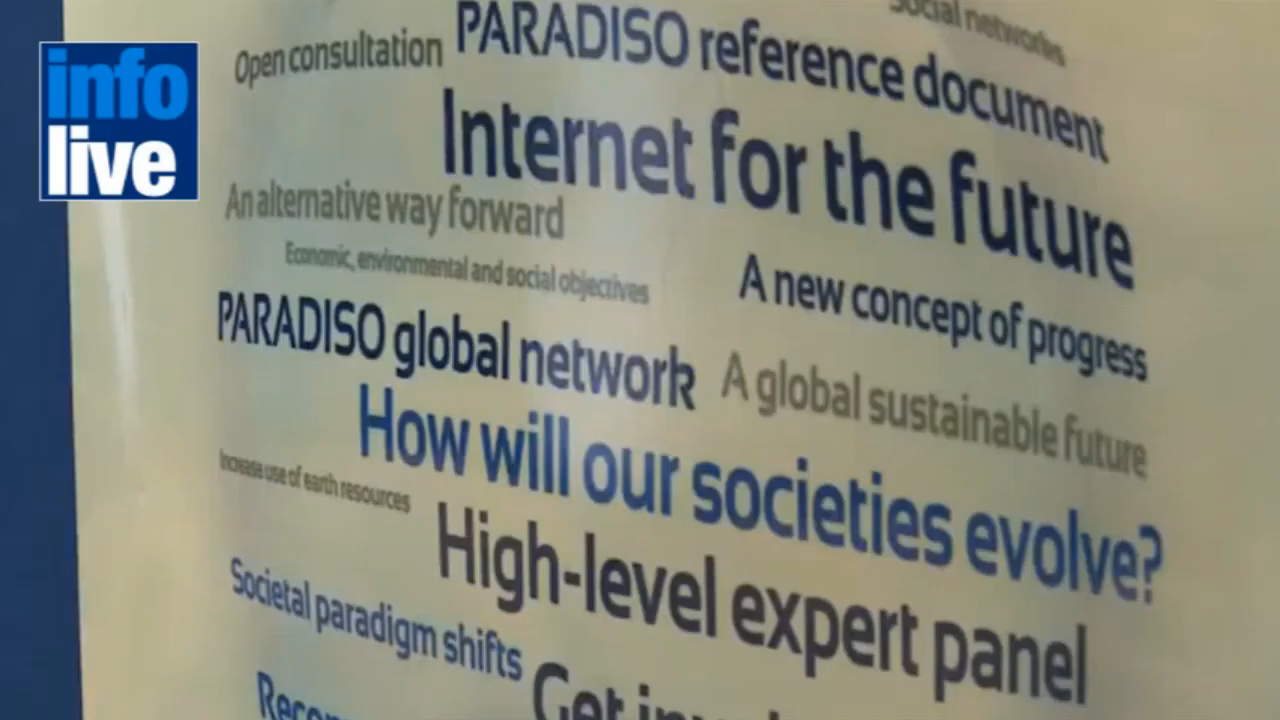 info
live
Social networks
Open consultation
PARADISO reference document
Internet for the future
An alternative way forward
Economic, environmental and social objectives
A new concept of progress
PARADISO global network
A global sustainable future
How will our societies evolve?
Increase use of earth resources
High-level expert panel
Societal paradigm shifts
Get